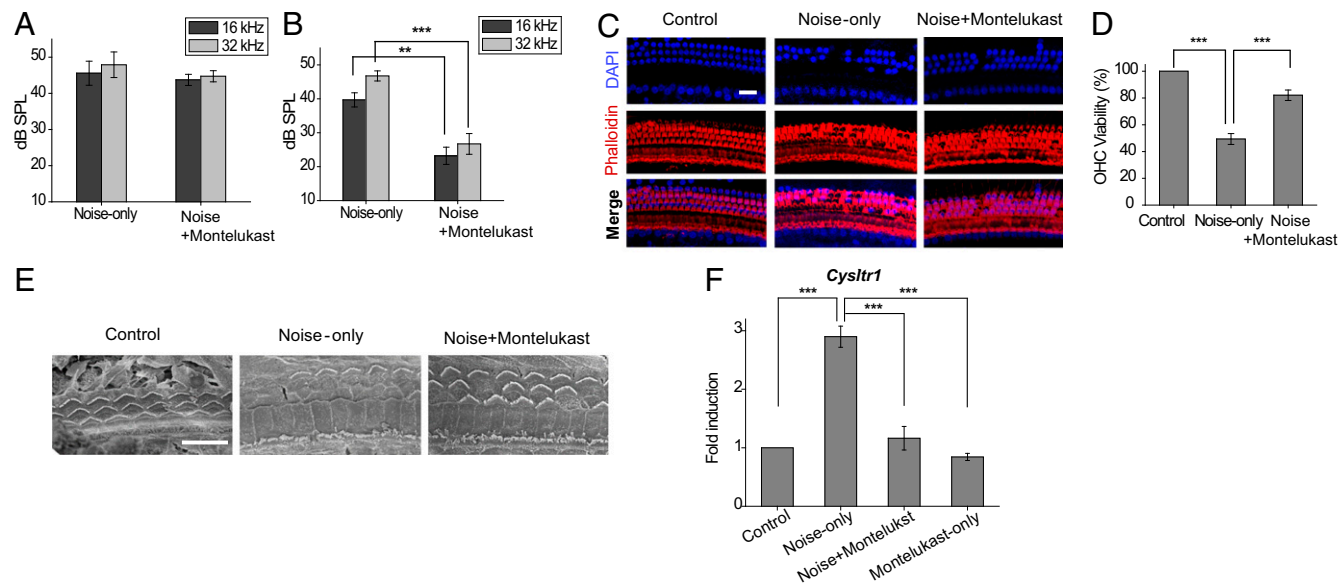 A
16 kHz
32 kHz
dB SPL
50
40
30
20
10
Noise-only
Noise
+Montelukast
B
16 kHz
32 kHz
**
***
dB SPL
50
40
30
20
10
Noise-only
Noise
+Montelukast
C
Control
Noise-only
Noise+Montelukast
DAPI
Phalloidin
Merge
D
***
***
OHC Viability (%)
100
80
60
40
20
0
Control
Noise-only
Noise
+Montelukast
E
Control
Noise-only
Noise+Montelukast
F
Cysltr1
***
***
***
Fold induction
3
2
1
0
Control
Noise-only
Noise+Montelukst
Montelukast-only